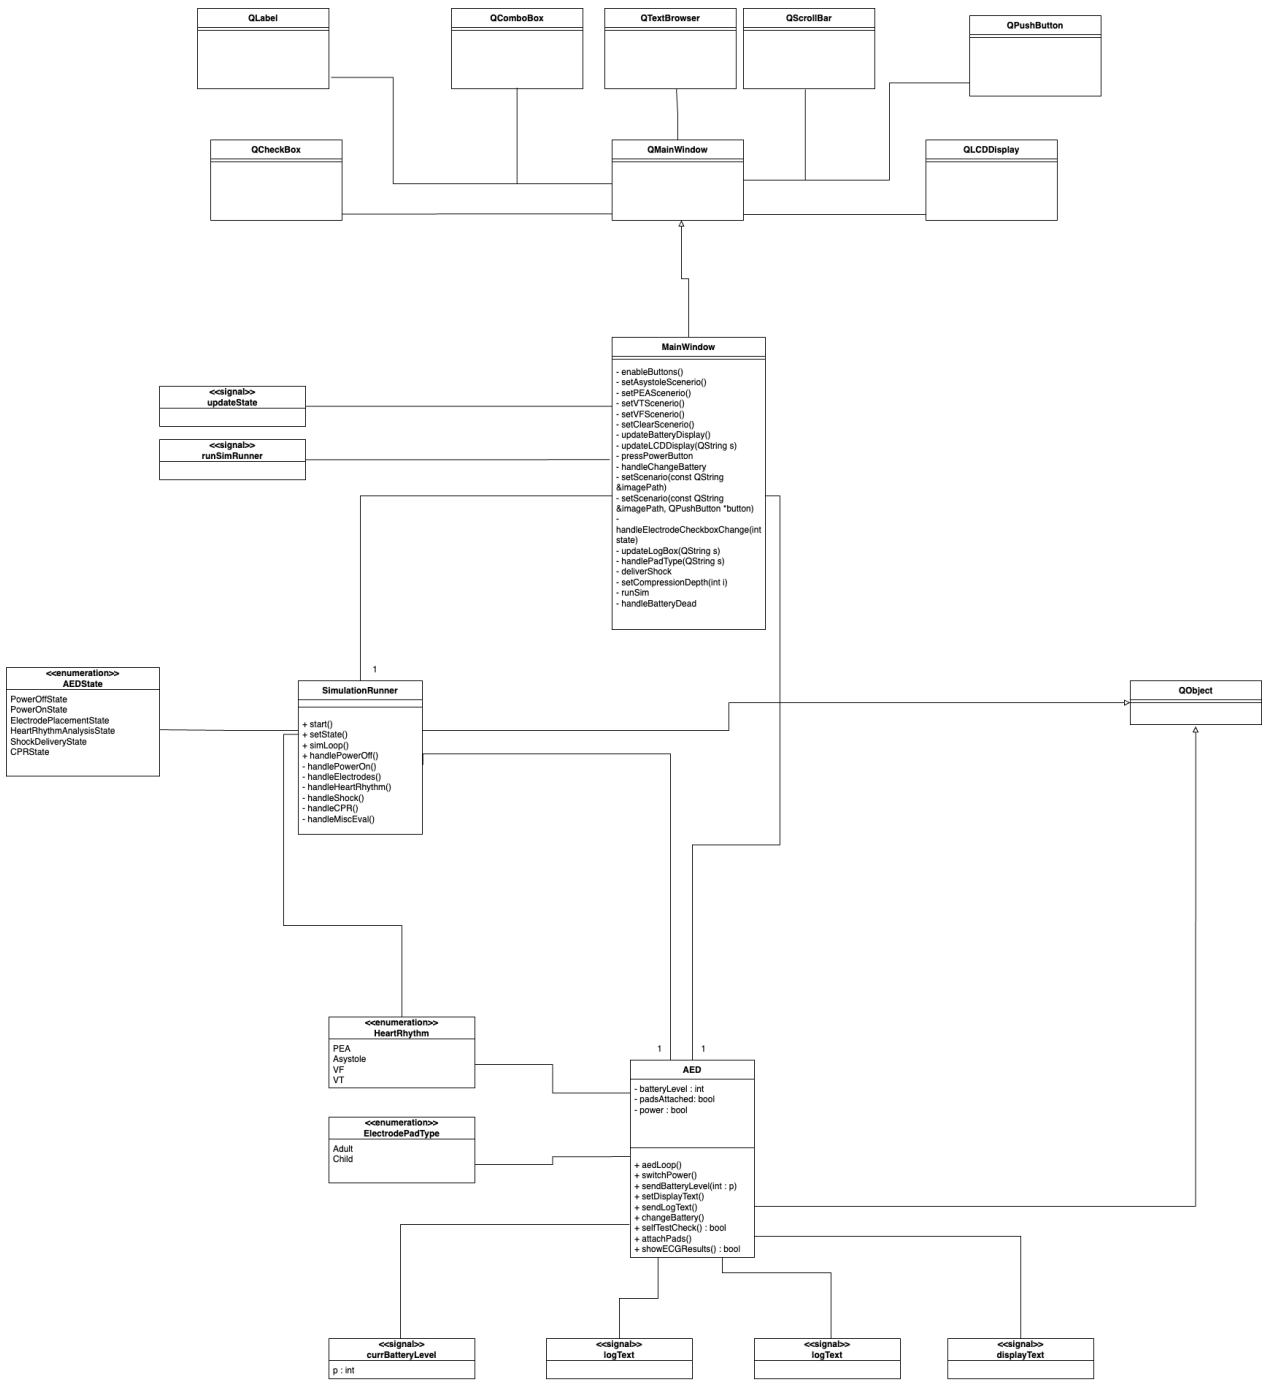 QLabel
QComboBox
QTextBrowser
QScrollBar
QPushButton
QCheckBox
QMainWindow
QLCDDisplay
MainWindow
- enableButtons()
- setAsystoleScenerio()
- setPEAScenerio()
- setVTScenerio()
- setVFScenerio()
- setClearScenerio()
- updateBatteryDisplay()
- updateLCDDisplay(QString s)
- pressPowerButton
- handleChangeBattery
- setScenario(const QString
&imagePath)
- setScenario(const QString
&imagePath, QPushButton *button)
-
handleElectrodeCheckboxChange(int
state)
- updateLogBox(QString s)
- handlePadType(QString s)
- deliverShock
- setCompressionDepth(int i)
- runSim
- handleBatteryDead
<<signal>>
updateState
<<signal>>
runSimRunner
1
<<enumeration>>
AEDState
PowerOffState
PowerOnState
ElectrodePlacementState
HeartRhythmAnalysisState
ShockDeliveryState
CPRState
SimulationRunner
+ start()
+ setState()
+ simLoop()
+ handlePowerOff()
- handlePowerOn()
- handleElectrodes()
- handleHeartRhythm()
- handleShock()
- handleCPR()
- handleMiscEval()
QObject
<<enumeration>>
HeartRhythm
PEA
Asystole
VF
VT
<<enumeration>>
ElectrodePadType
Adult
Child
1
1
AED
- batteryLevel : int
- padsAttached: bool
- power : bool
+ aedLoop()
+ switchPower()
+ sendBatteryLevel(int : p)
+ setDisplayText()
+ sendLogText()
+ changeBattery()
+ selfTestCheck() : bool
+ attachPads()
+ showECGResults() : bool
<<signal>>
currBatteryLevel
p : int
<<signal>>
logText
<<signal>>
logText
<<signal>>
displayText